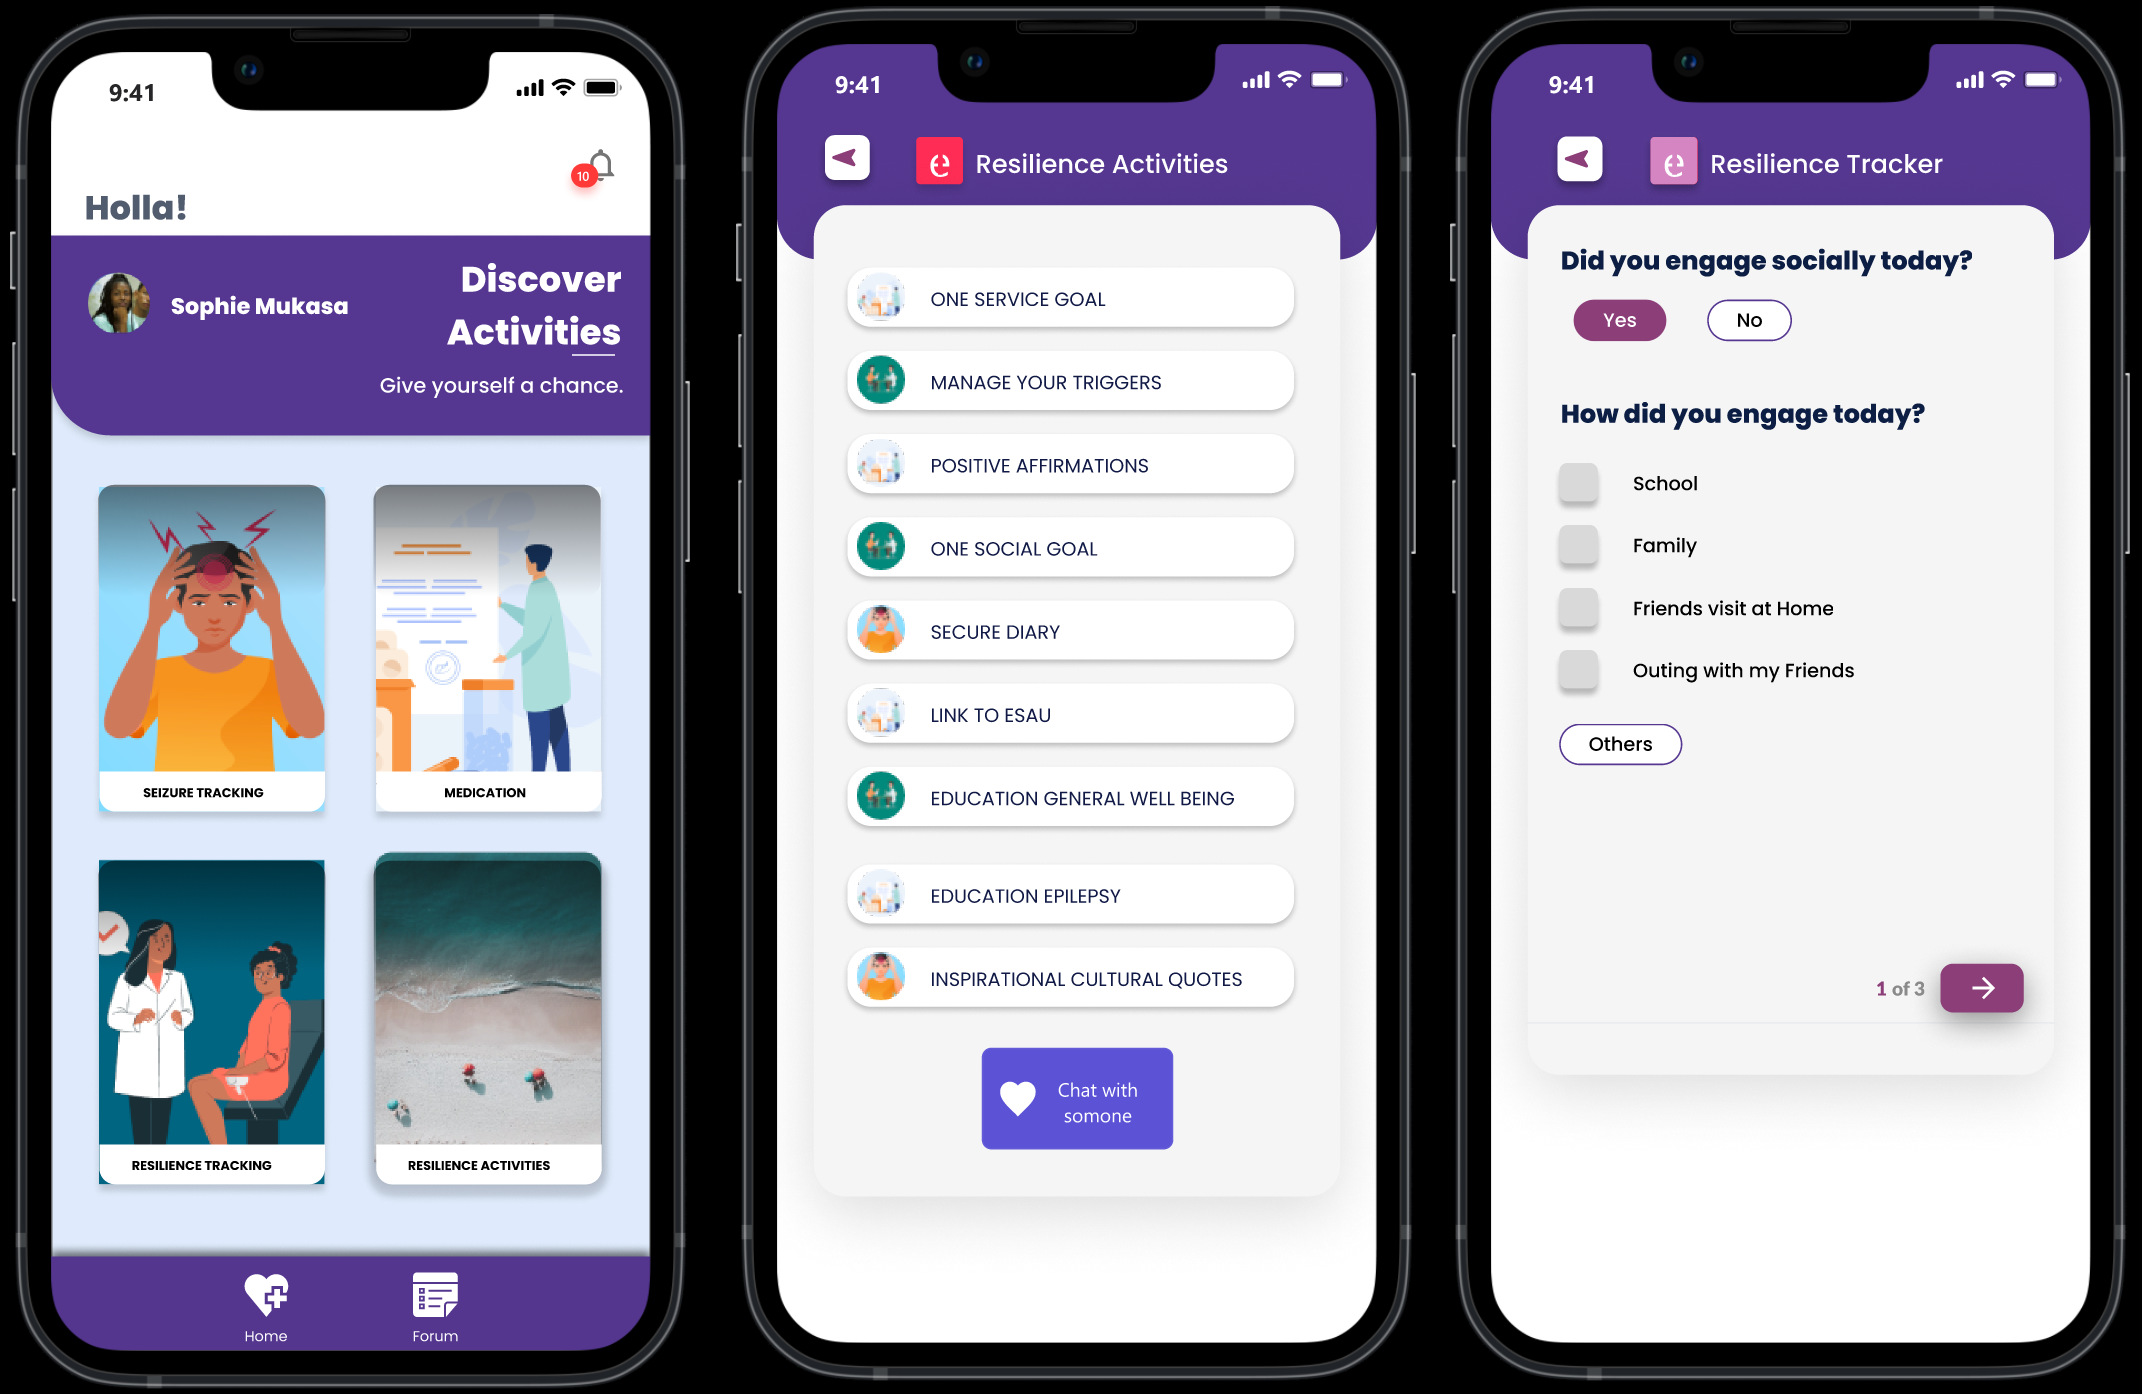 9:41
10
Holla!
Sophie Mukasa
Discover
Activities
Give yourself a chance.
SEIZURE TRACKING
MEDICATION
RESILIENCE TRACKING
RESILIENCE ACTIVITIES
Home
Forum
9:41
e Resilience Activities
ONE SERVICE GOAL
MANAGE YOUR TRIGGERS
POSITIVE AFFIRMATIONS
ONE SOCIAL GOAL
SECURE DIARY
LINK TO ESAU
EDUCATION GENERAL WELL BEING
EDUCATION EPILEPSY
INSPIRATIONAL CULTURAL QUOTES
Chat with
somone
9:41
e Resilience Tracker
Did you engage socially today?
Yes No
How did you engage today?
School
Family
Friends visit at Home
Outing with my Friends
Others
1 of 3